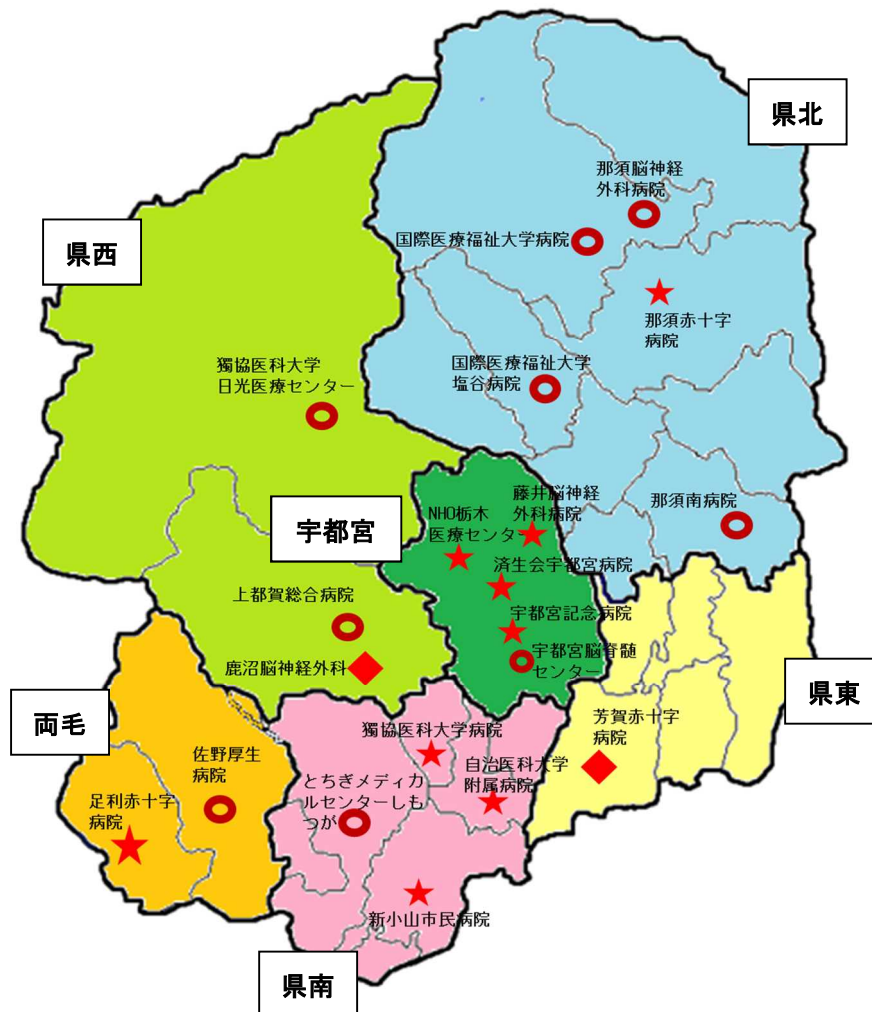 県北
那須脳神経
外科病院
国際医療福祉大学病院
県西
那須赤十字
病院
獨協医科大学
日光医療センター
国際医療福祉大学
塩谷病院
宇都宮
NHO栃木
医療センター
藤井脳神経
外科病院
那須南病院
済生会宇都宮病院
上都賀総合病院
宇都宮記念病院
宇都宮脳脊髄
センター
鹿沼脳神経外科
県東
両毛
芳賀赤十字
病院
獨協医科大学病院
佐野厚生
病院
自治医科大学
附属病院
足利赤十字
病院
とちぎメディカ
ルセンターしも
つが
新小山市民病院
県南